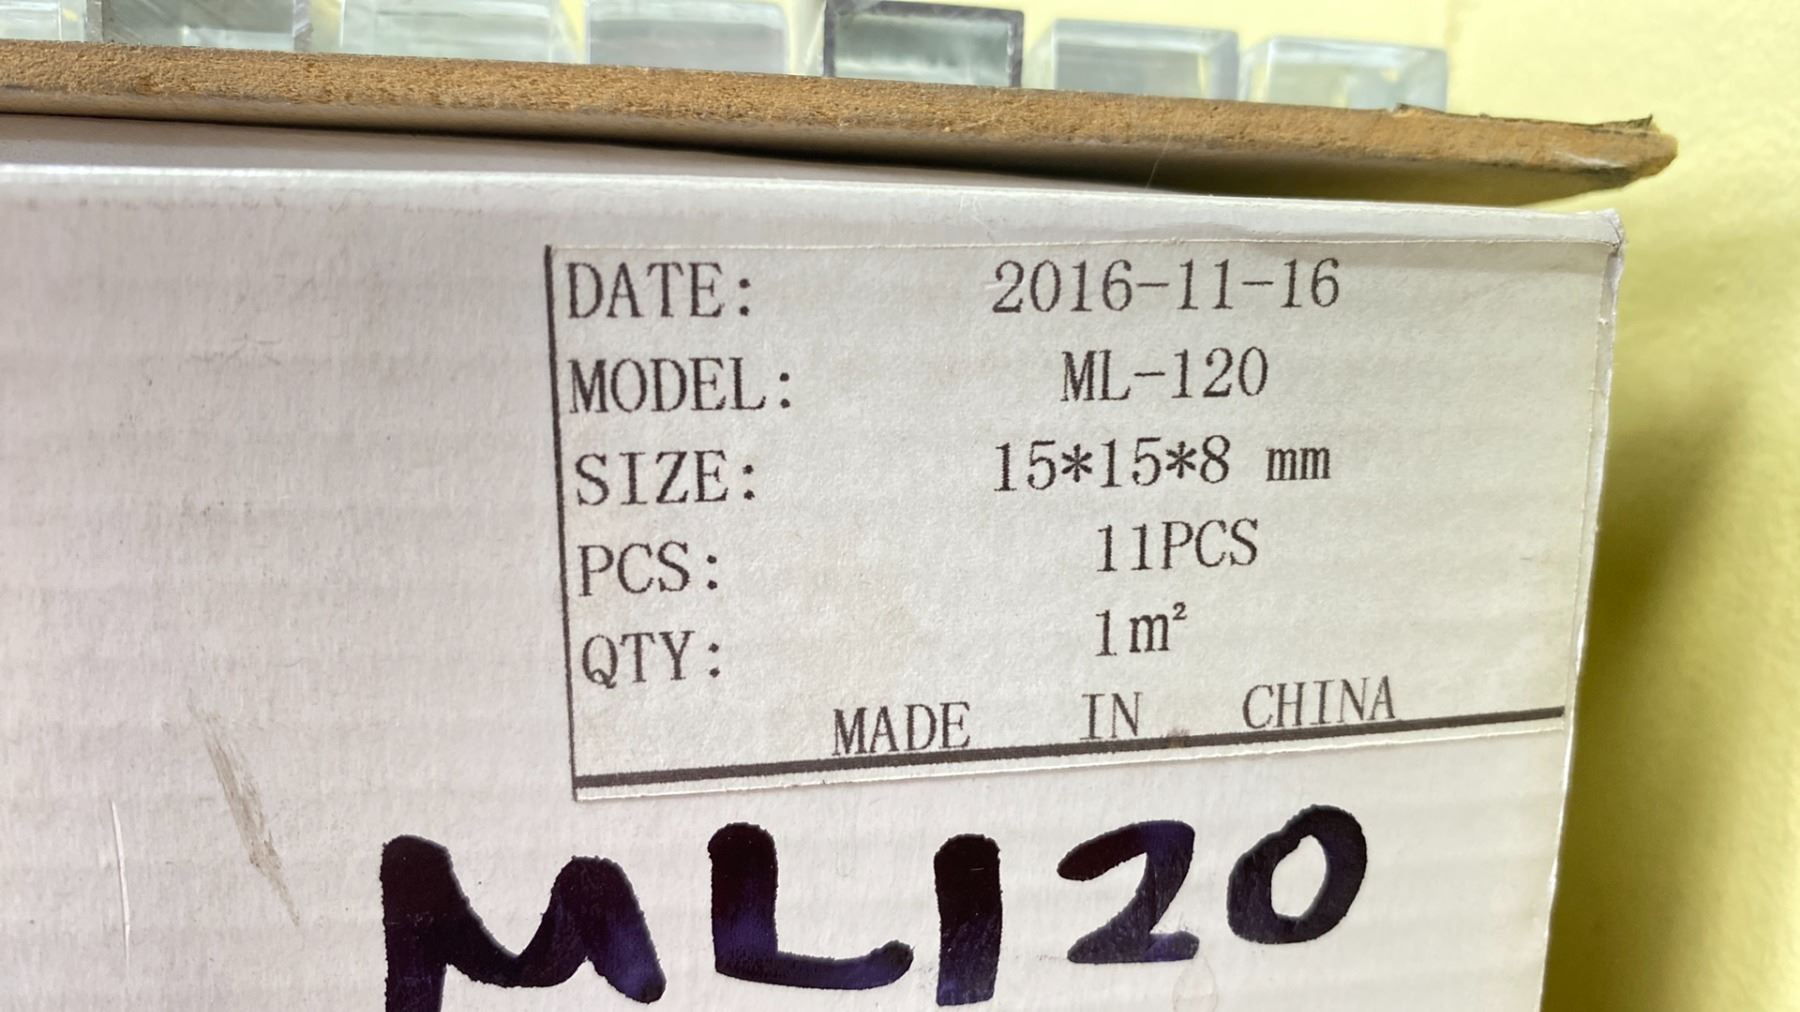 DATE: 2016-11-16
MODEL: ML-120
SIZE: 15*15*8 mm
PCS: 11PCS
QTY: 1m²
MADE IN CHINA
ML120